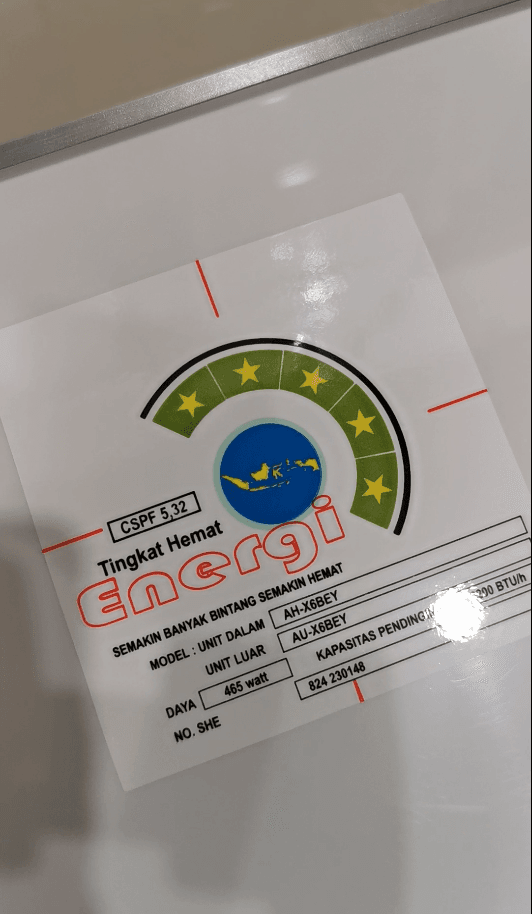 CSPF 5,32
Tingkat Hemat
Energi
SEMAKIN BANYAK BINTANG SEMAKIN HEMAT
MODEL : UNIT DALAM AH-X6BEY
UNIT LUAR AU-X6BEY
DAYA 465 watt KAPASITAS BTU/h
NO. SHE 824 230148